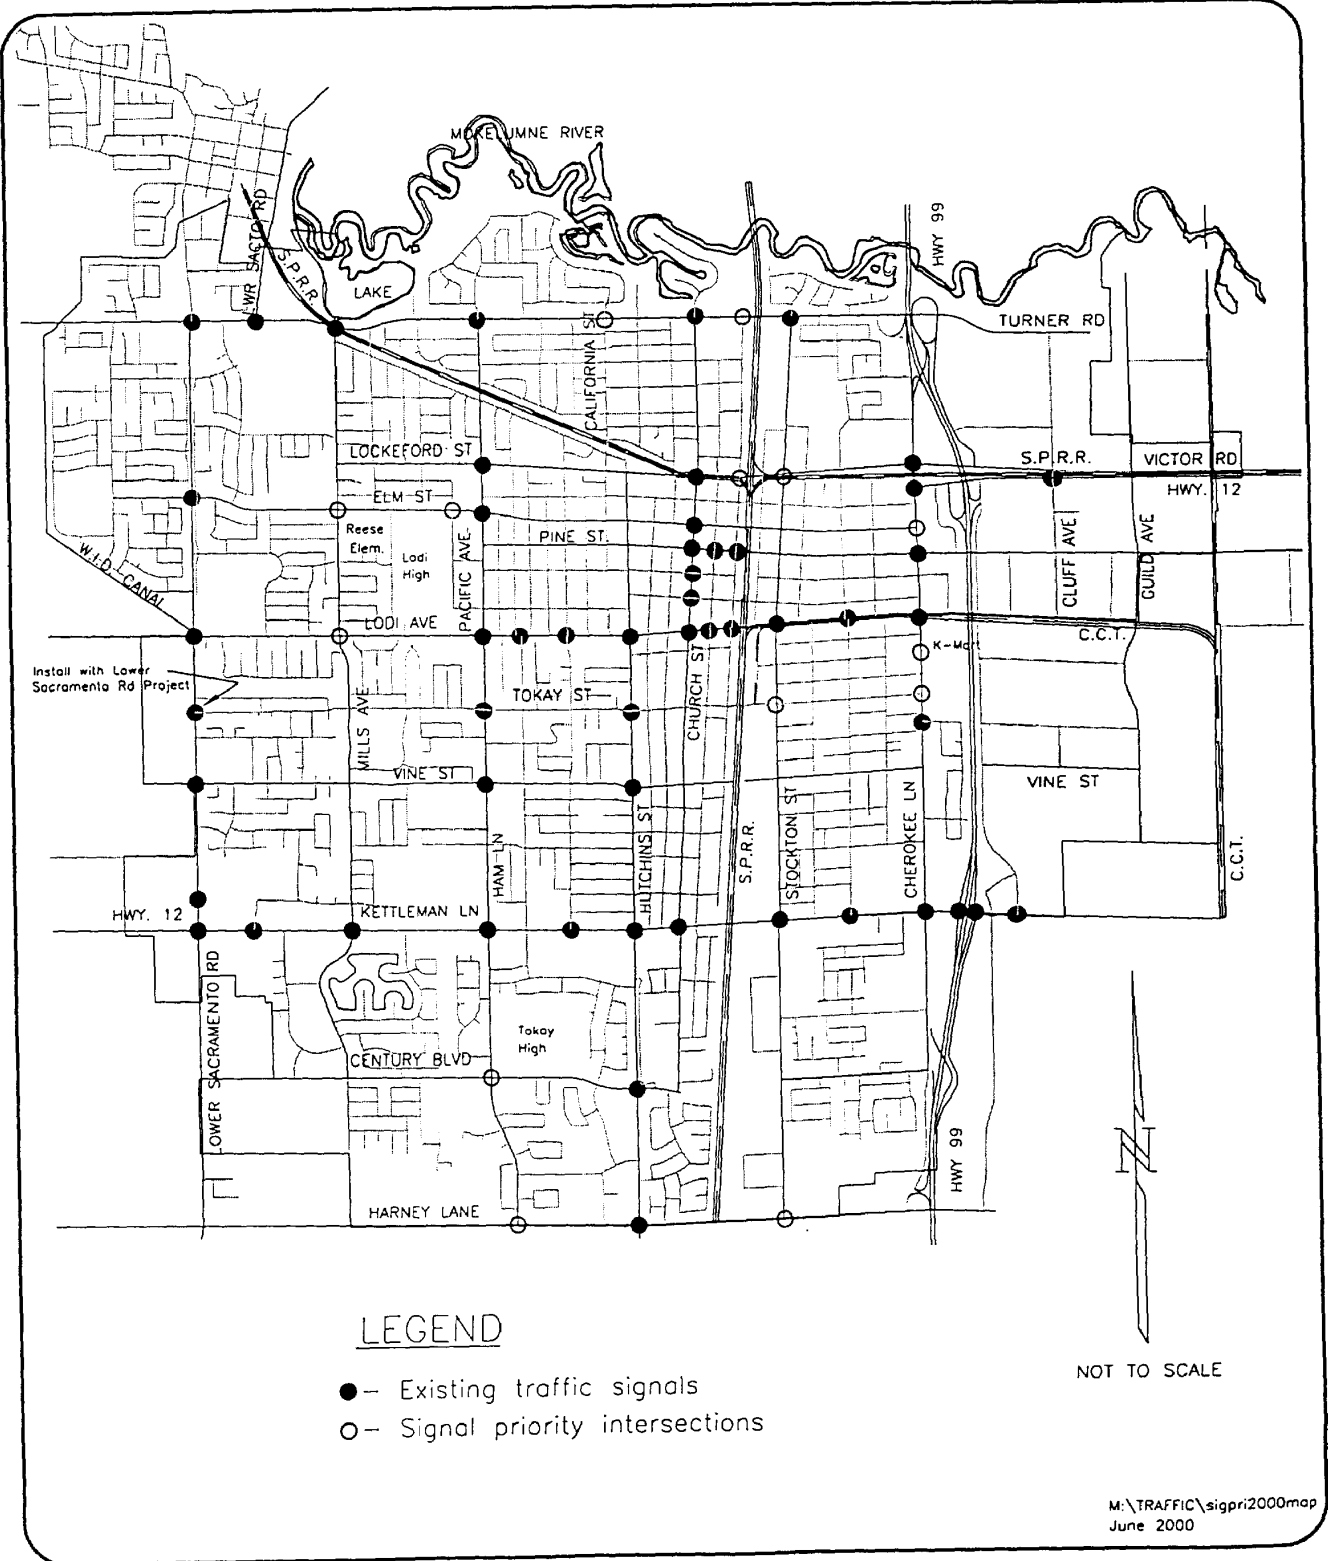 MOKELUMNE RIVER
HWY 99
LWR SACTO RD
S.P.R.R.
LAKE
TURNER RD
CALIFORNIA ST
LOCKEFORD ST
S.P.R.R.
VICTOR RD
HWY. 12
ELM ST
Reese
Elem.
Lodi
High
PINE ST.
PACIFIC AVE
CLUFF AVE
GUILD AVE
W.I.D. CANAL
LODI AVE
C.C.T.
K-Mart
Install with Lower
Sacramento Rd Project
TOKAY ST
CHURCH ST
MILLS AVE
VINE ST
VINE ST
HAM LN
HUTCHINS ST
S.P.R.R.
STOCKTON ST
CHEROKEE LN
C.C.T.
HWY. 12
KETTLEMAN LN
LOWER SACRAMENTO RD
Tokay
High
CENTURY BLVD
HWY 99
HARNEY LANE
N
LEGEND
– Existing traffic signals
– Signal priority intersections
NOT TO SCALE
M:\TRAFFIC\sigpri2000map
June 2000